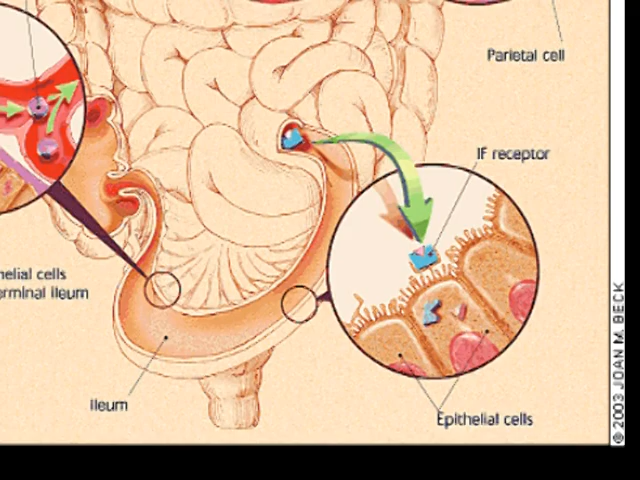 Parietal cell
IF receptor
helial cells
erminal ileum
Ileum
Epithelial cells
© 2003 JOAN M. BECK